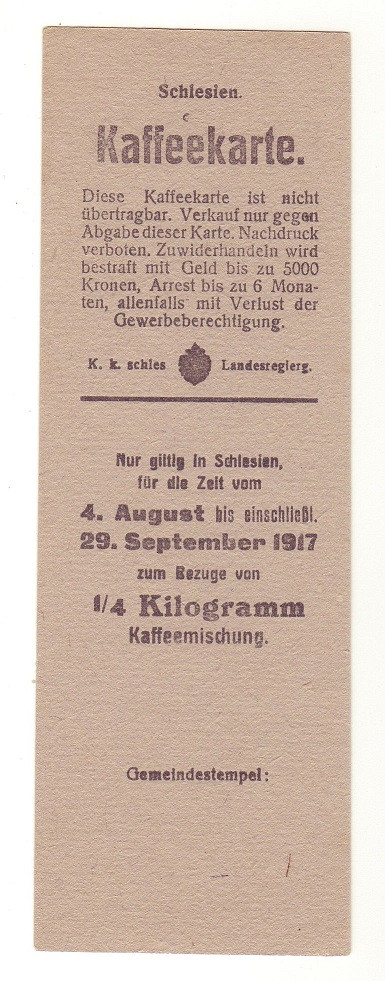 Schlesien.
Kaffeekarte.
Diese Kaffeekarte ist nicht
übertragbar. Verkauf nur gegen
Abgabe dieser Karte. Nachdruck
verboten. Zuwiderhandeln wird
bestraft mit Geld bis zu 5000
Kronen, Arrest bis zu 6 Mona-
ten, allenfalls mit Verlust der
Gewerbeberechtigung.
K. k. schles Landesregierg.
Nur giltig in Schlesien,
für die Zeit vom
4. August bis einschließl.
29. September 1917
zum Bezuge von
1/4 Kilogramm
Kaffeemischung.
Gemeindestempel: